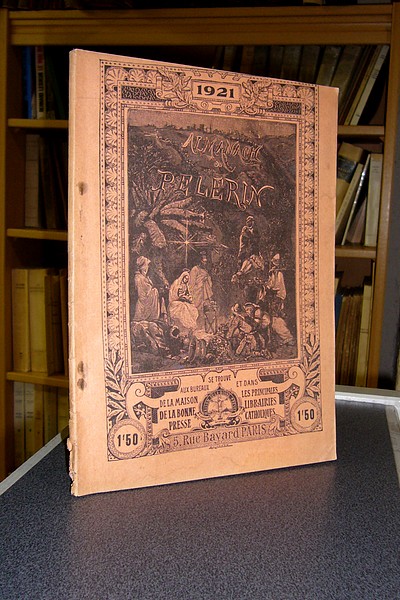 1921
ALMANACH
DU
PELERIN
SE TROUVE
AUX BUREAUX
DE LA MAISON
DE LA BONNE
PRESSE
ET DANS
LES PRINCIPALES
LIBRAIRIES
CATHOLIQUES
1f50
1f50
5, Rue Bayard PARIS